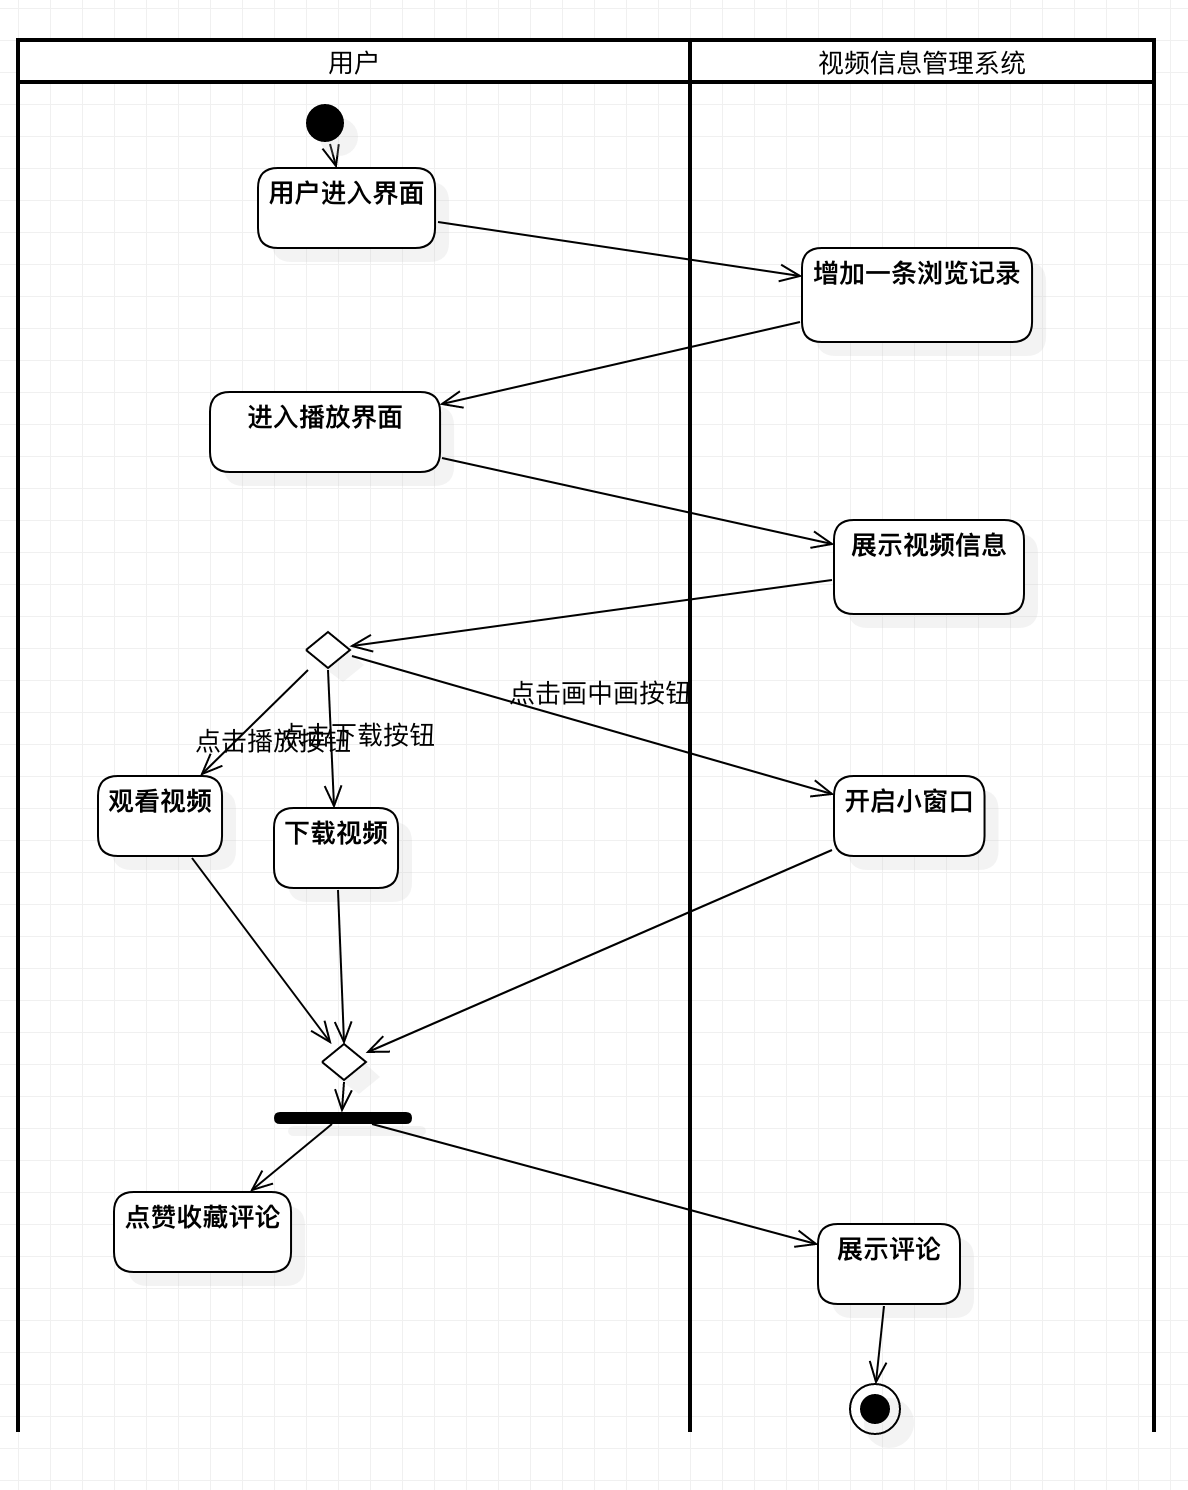 用户
视频信息管理系统
用户进入界面
增加一条浏览记录
进入播放界面
展示视频信息
点击画中画按钮
点击播放按钮
点击下载按钮
观看视频
下载视频
开启小窗口
点赞收藏评论
展示评论